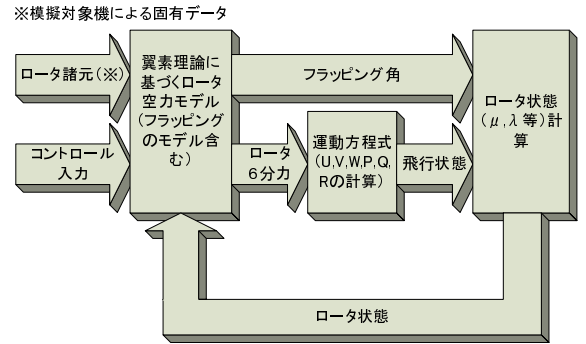 ※模擬対象機による固有データ
ロータ諸元(※)
コントロール
入力
翼素理論に
基づくロータ
空力モデル
(フラッピング
のモデル含
む)
フラッピング角
ロータ
6分力
運動方程式
(U,V,W,P,Q,
Rの計算)
飛行状態
ロータ状態
(μ,λ等)計
算
ロータ状態